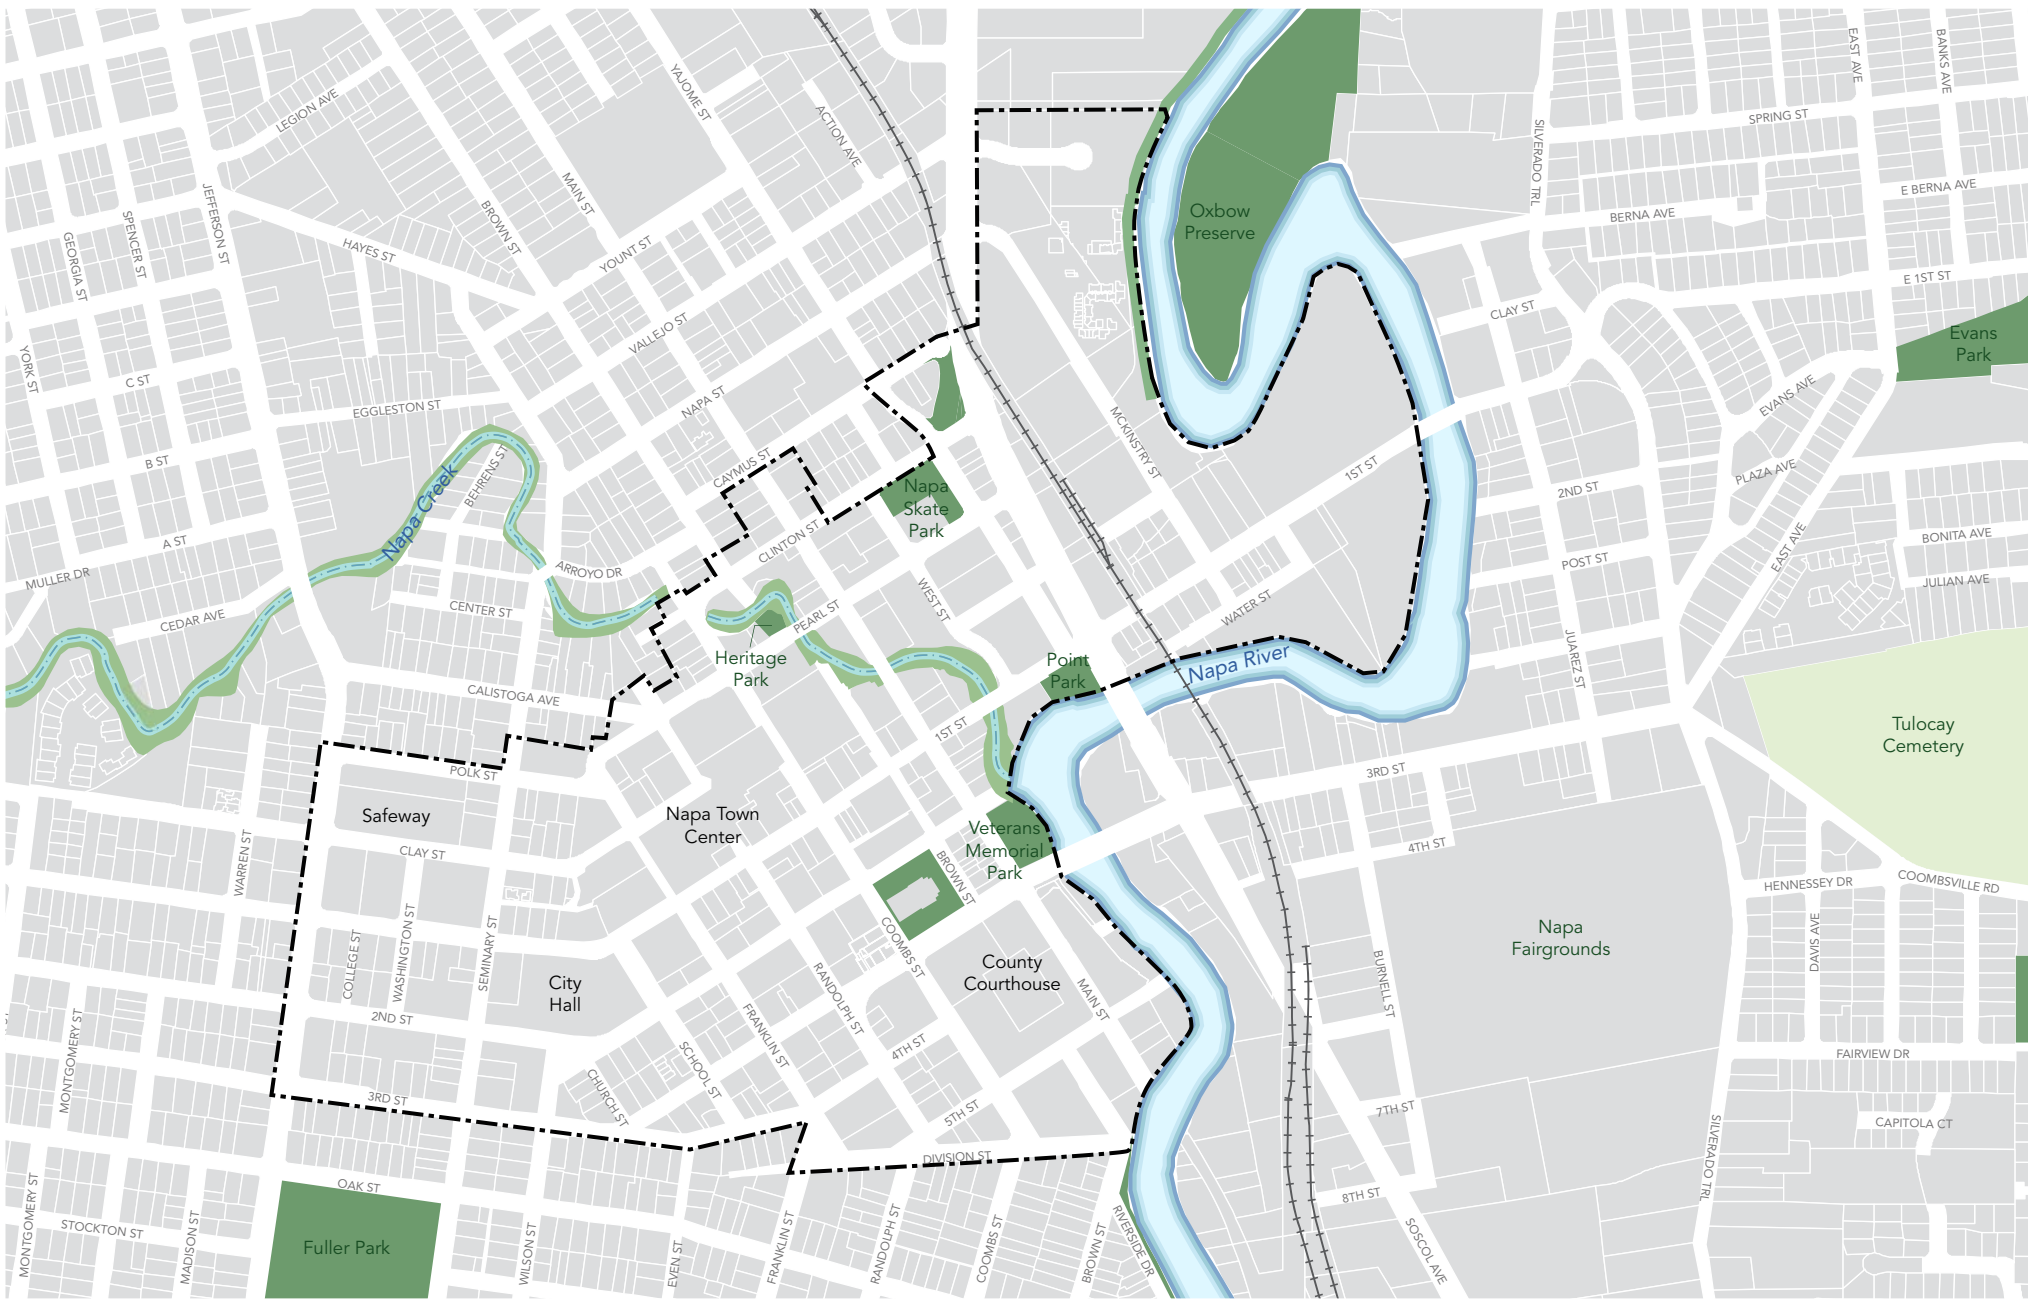 EAST AVE
BANKS AVE
YAJOME ST
LEGION AVE
ACTION AVE
SPRING ST
SILVERADO TRL
MAIN ST
E BERNA AVE
JEFFERSON ST
SPENCER ST
GEORGIA ST
BROWN ST
BERNA AVE
Oxbow
Preserve
HAYES ST
YOUNT ST
E 1ST ST
CLAY ST
VALLEJO ST
Evans
Park
YORK ST
C ST
EGGLESTON ST
NAPA ST
EVANS AVE
MCKINSTRY ST
B ST
BEHRENS ST
CAYMUS ST
1ST ST
PLAZA AVE
Napa Creek
Napa
Skate
Park
2ND ST
A ST
CLINTON ST
BONITA AVE
EAST AVE
MULLER DR
ARROYO DR
POST ST
JULIAN AVE
CENTER ST
WEST ST
WATER ST
CEDAR AVE
PEARL ST
JUAREZ ST
Heritage
Park
Point
Park
Napa River
CALISTOGA AVE
1ST ST
Tulocay
Cemetery
POLK ST
3RD ST
Safeway
Napa Town
Center
Veterans
Memorial
Park
CLAY ST
WARREN ST
4TH ST
BROWN ST
HENNESSEY DR
COOMBSVILLE RD
Napa
Fairgrounds
COLLEGE ST
WASHINGTON ST
SEMINARY ST
COOMBS ST
DAVIS AVE
City
Hall
County
Courthouse
BURNELL ST
RANDOLPH ST
MAIN ST
MONTGOMERY ST
2ND ST
FRANKLIN ST
4TH ST
FAIRVIEW DR
SCHOOL ST
CHURCH ST
3RD ST
5TH ST
7TH ST
CAPITOLA CT
DIVISION ST
SILVERADO TRL
OAK ST
8TH ST
MONTGOMERY ST
STOCKTON ST
MADISON ST
Fuller Park
WILSON ST
EVEN ST
FRANKLIN ST
RANDOLPH ST
COOMBS ST
BROWN ST
RIVERSIDE DR
SOSCOL AVE